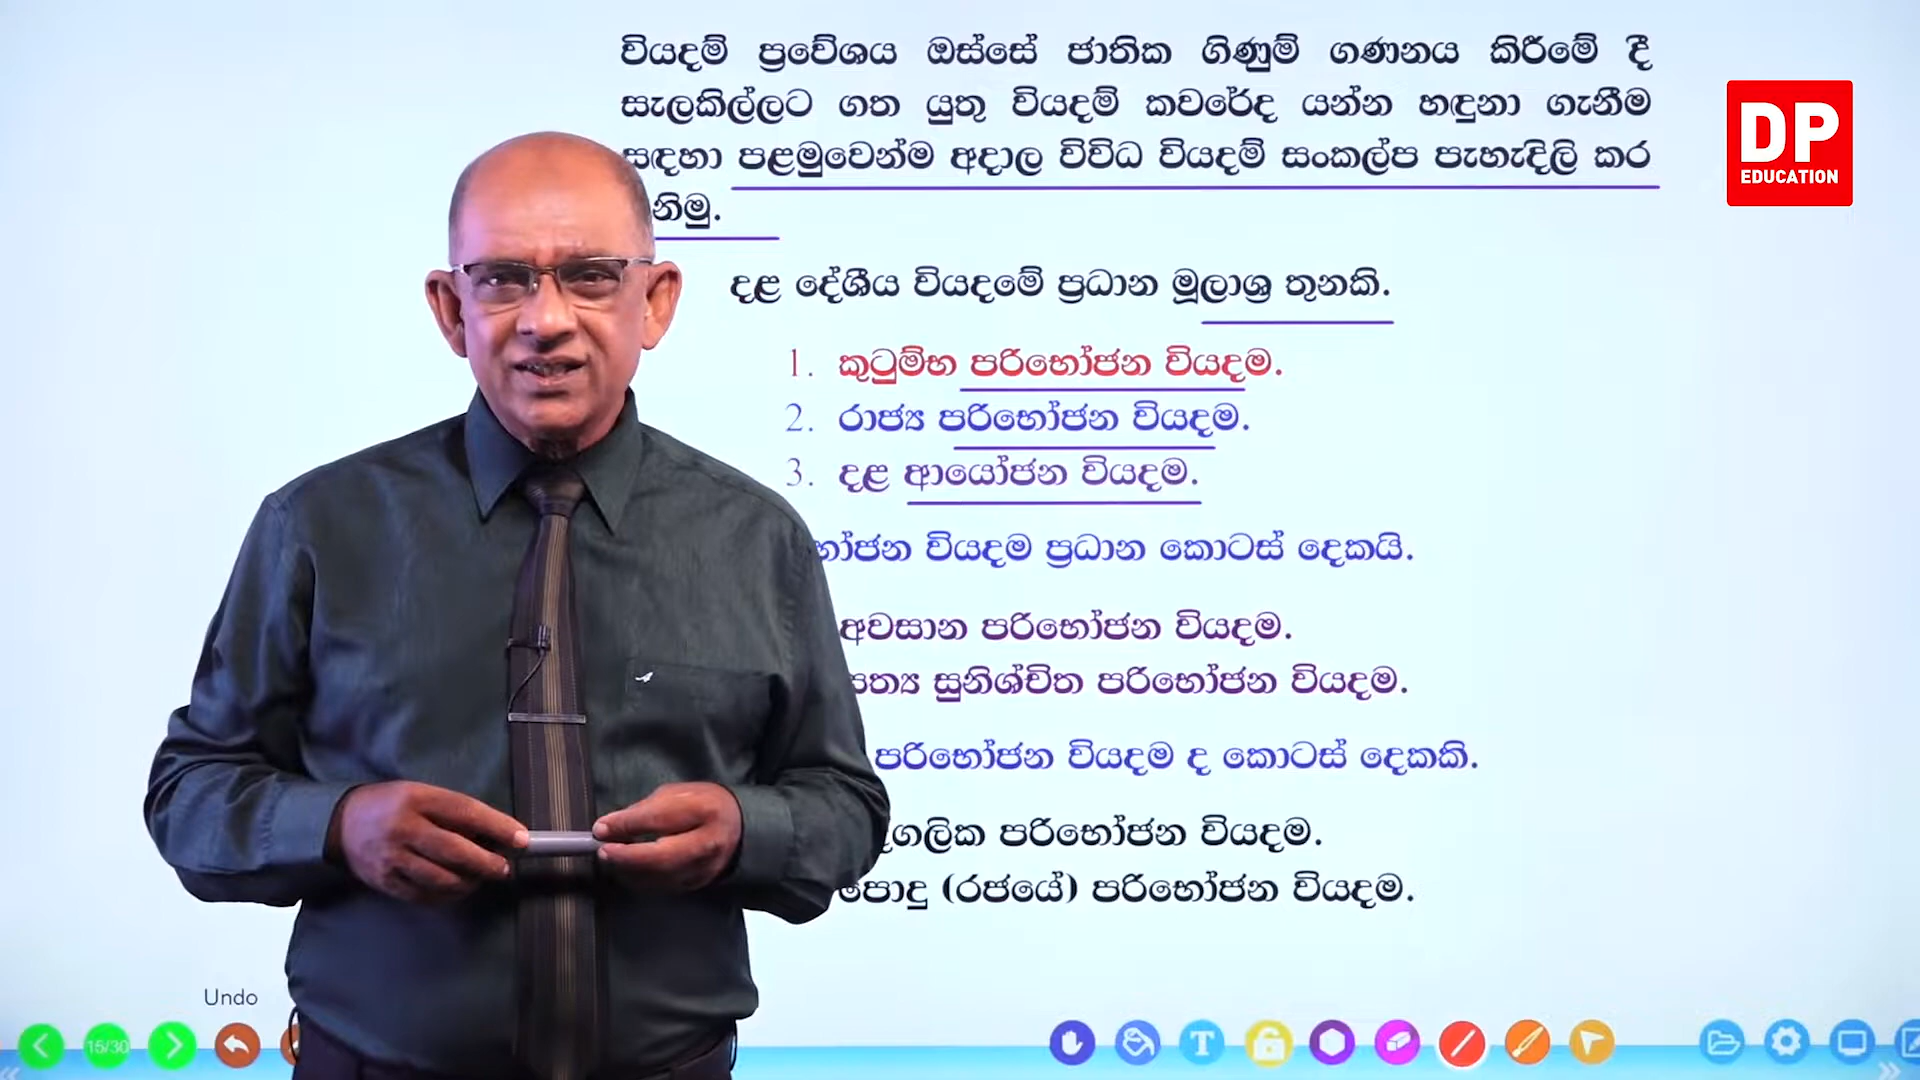 වියදම් ප්‍රවේශය ඔස්සේ ජාතික ගිණුම් ගණනය කිරීමේ දී
සැලකිල්ලට ගත යුතු වියදම් කවරේද යන්න හඳුනා ගැනීම
සඳහා පළමුවෙන්ම අදාල විවිධ වියදම් සංකල්ප පැහැදිලි කර
DP
EDUCATION
දළ දේශීය වියදමේ ප්‍රධාන මූලාශ්‍ර තුනකි.
1. කුටුම්භ පරිභෝජන වියදම.
2. රාජ්‍ය පරිභෝජන වියදම.
3. දළ ආයෝජන වියදම.
වියදම ප්‍රධාන කොටස් දෙකයි.
අවසාන පරිභෝජන වියදම.
සුනිශ්චිත පරිභෝජන වියදම.
පරිභෝජන වියදම ද කොටස් දෙකකි.
පරිභෝජන වියදම.
පොදු (රජයේ) පරිභෝජන වියදම.
Undo
15/30
T